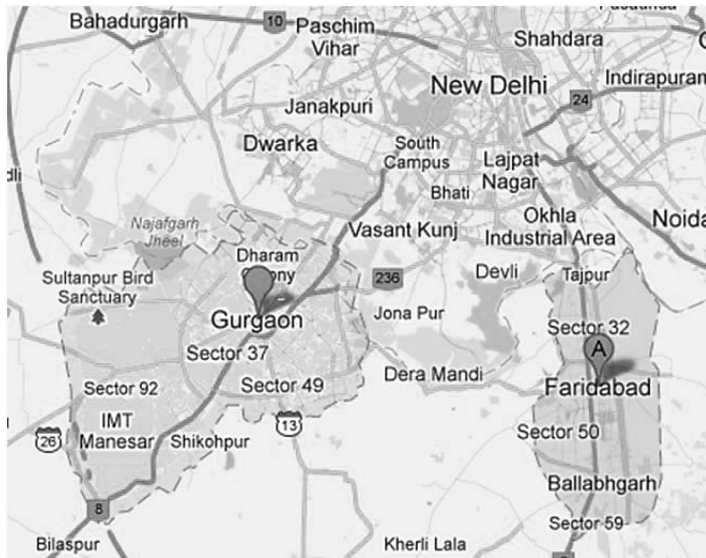 Bahadurgarh
10
Paschim
Vihar
Shahdara
New Delhi
Indirapuram
24
Janakpuri
Dwarka
South
Campus
Lajpat
Nagar
Bhati
Okhla
Industrial Area
Noida
Najafgarh
Jheel
Vasant Kunj
Dharam
Sultanpur Bird
Sanctuary
236
Devli
Tajpur
Jona Pur
Gurgaon
Sector 32
A
Sector 37
Dera Mandi
Faridabad
Sector 92
Sector 49
IMT
Manesar
13
26
Shikohpur
Sector 50
Ballabhgarh
8
Sector 59
Bilaspur
Kherli Lala